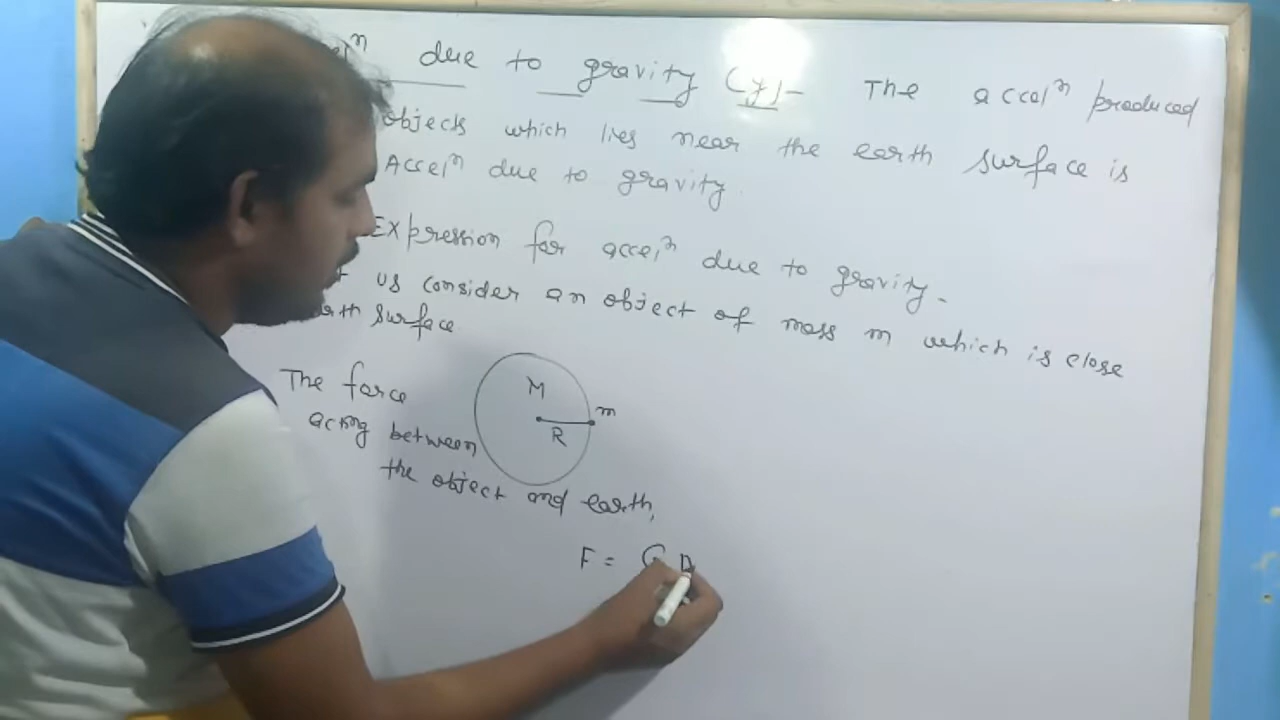 due to gravity (g)- The accelⁿ produced
objects which lies near the earth surface is
Accelⁿ due to gravity.
Expression for accelⁿ due to gravity-
us consider an object of mass m which is close
surface
M
m
R
The force
acting between
the object and earth,
F = G